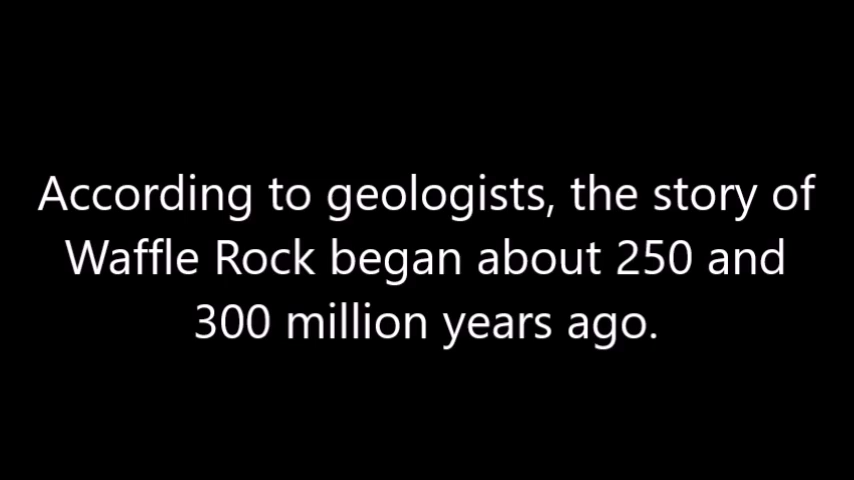 According to geologists, the story of
Waffle Rock began about 250 and
300 million years ago.